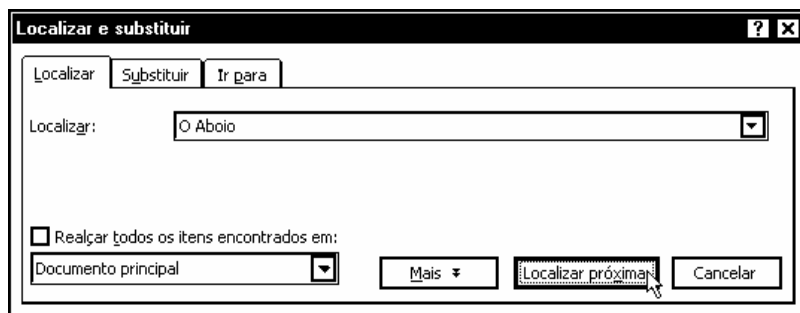 Localizar e substituir ? X
Localizar Substituir Ir para
Localizar: O Aboio
Realçar todos os itens encontrados em:
Documento principal Mais Localizar próxima Cancelar